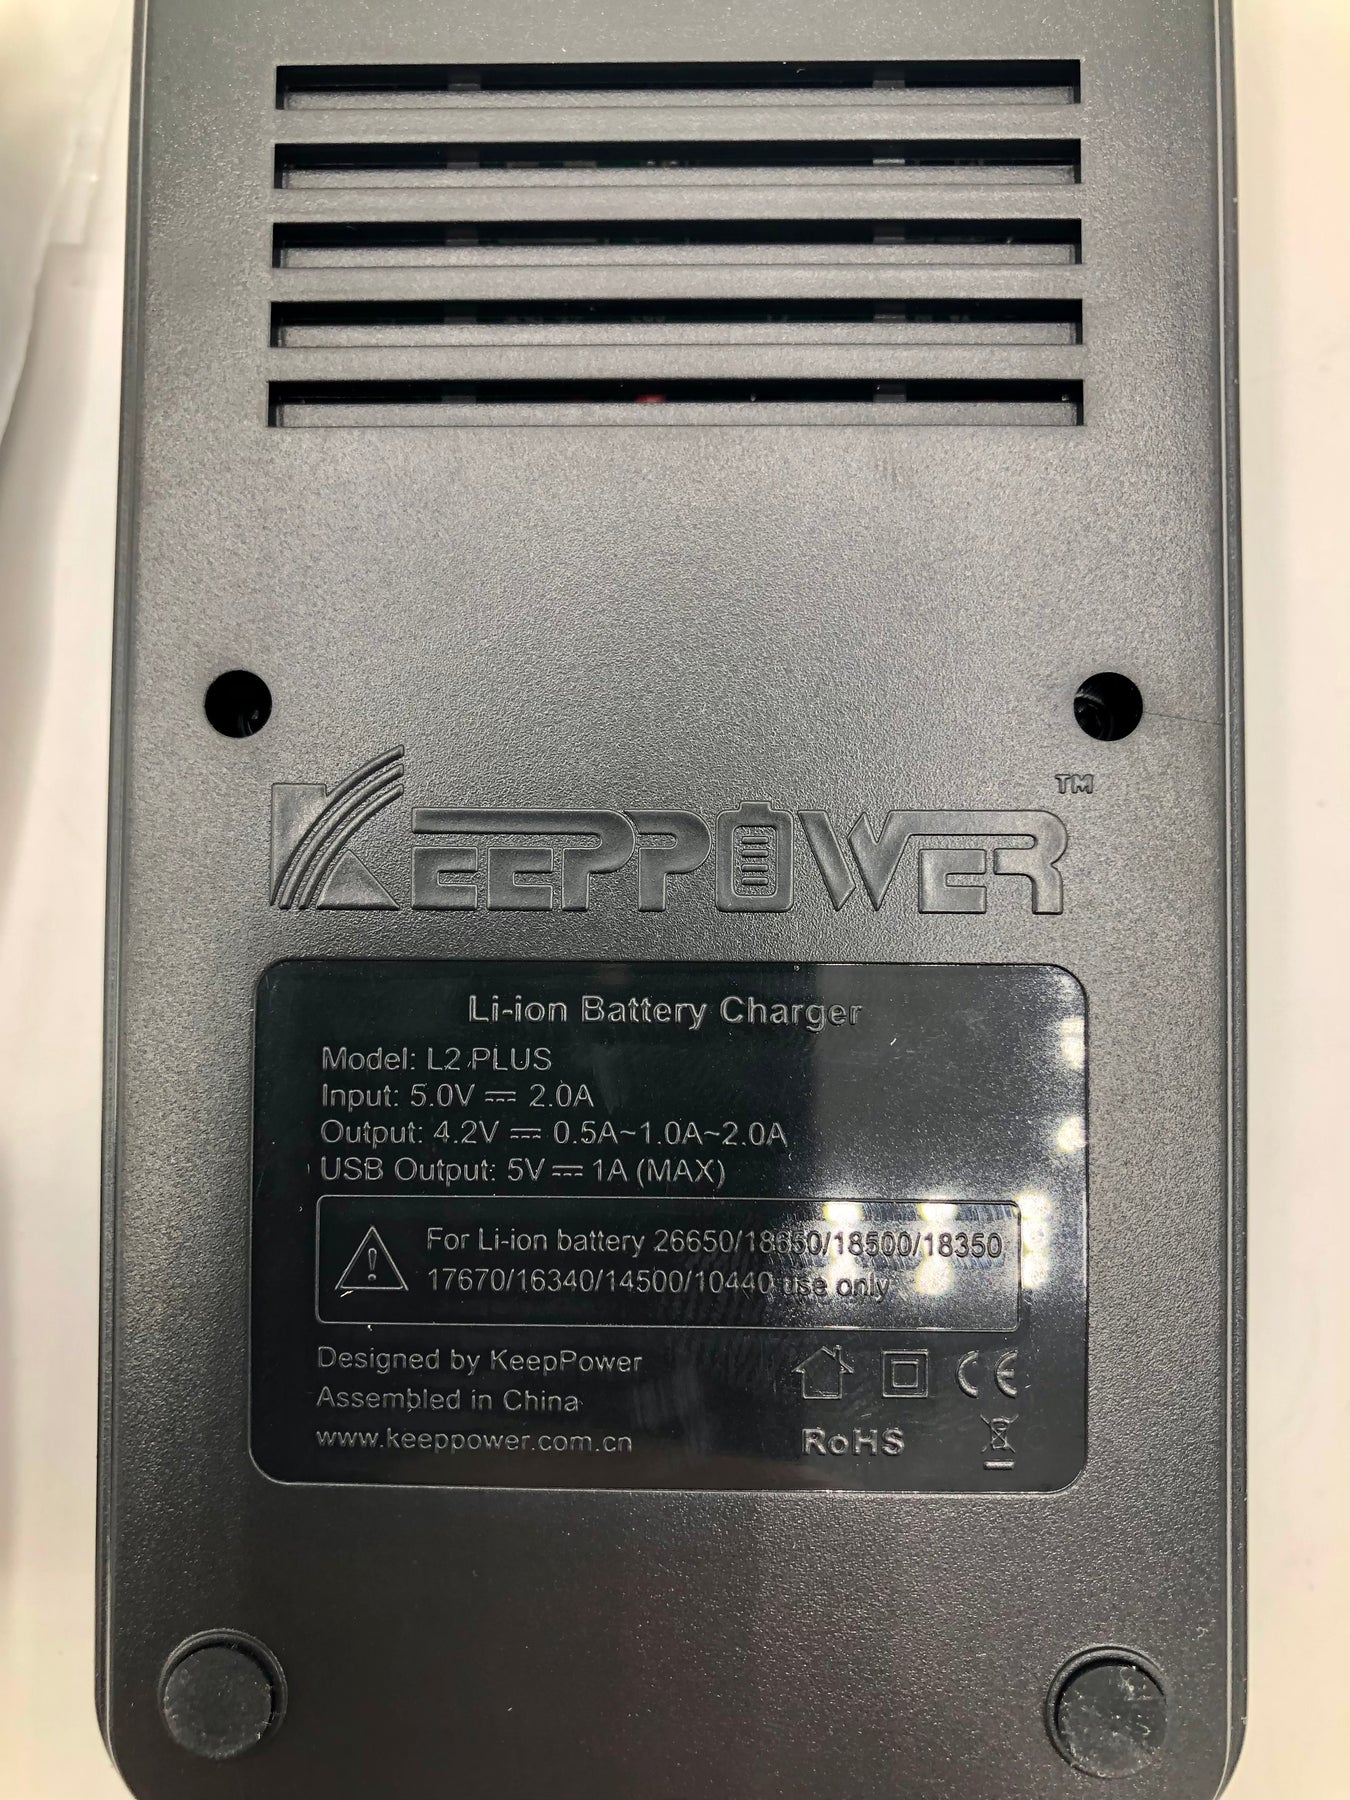 KEEPPOWER™
Li-ion Battery Charger
Model: L2 PLUS
Input: 5.0V ⎓ 2.0A
Output: 4.2V ⎓ 0.5A~1.0A~2.0A
USB Output: 5V ⎓ 1A (MAX)
For Li-ion battery 26650/18650/18500/18350
17670/16340/14500/10440 use only
Designed by KeepPower
Assembled in China
www.keeppower.com.cn
CE
RoHS